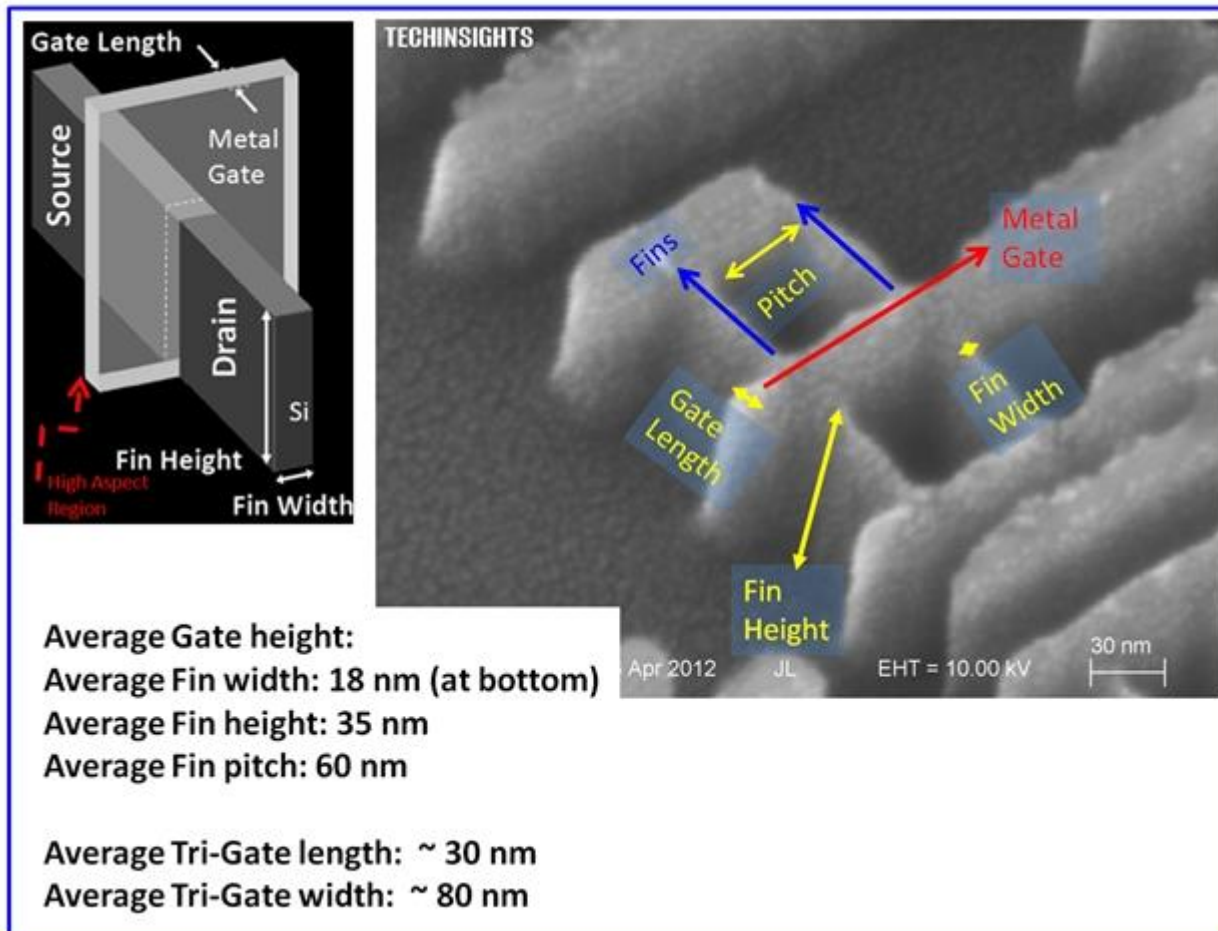 Gate Length
Metal
Gate
Source
Drain
Si
Fin Height
High Aspect
Region
Fin Width
TECHINSIGHTS
Fins
Pitch
Metal
Gate
Gate
Length
Fin
Width
Fin
Height
Apr 2012 JL EHT = 10.00 kV 30 nm
Average Gate height:
Average Fin width: 18 nm (at bottom)
Average Fin height: 35 nm
Average Fin pitch: 60 nm
Average Tri-Gate length: ~ 30 nm
Average Tri-Gate width: ~ 80 nm